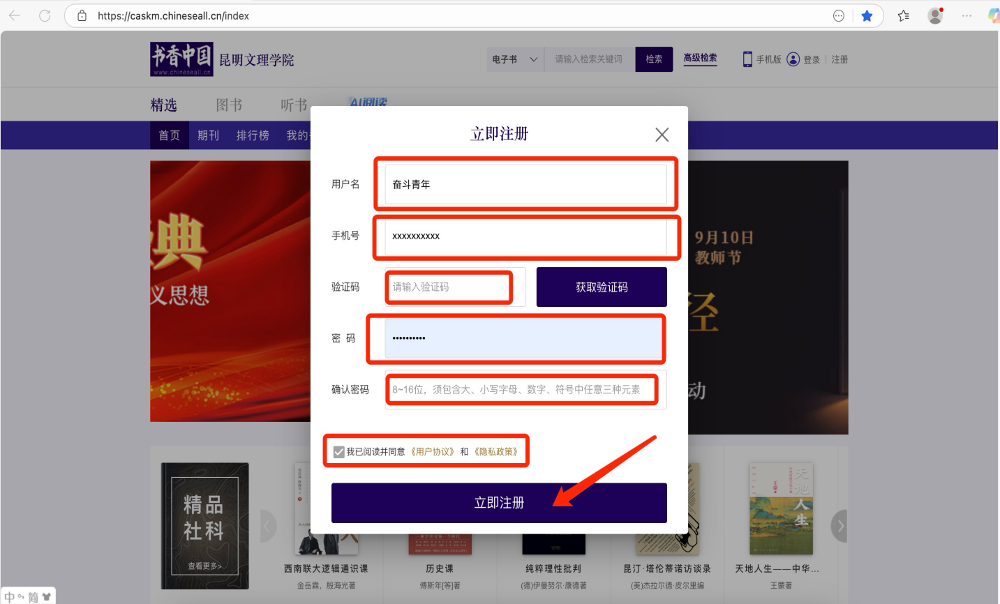 https://caskm.chineseall.cn/index
书香中国
www.chineseall.cn
昆明文理学院
电子书
请输入检索关键词
检索
高级检索
手机版
登录
注册
精选
图书
听书
AI阅读
首页
期刊
排行榜
我的
典
义思想
9月10日
教师节
径
动
立即注册
用户名
奋斗青年
手机号
xxxxxxxxxx
验证码
请输入验证码
获取验证码
密 码
••••••••••
确认密码
8~16位，须包含大、小写字母、数字、符号中任意三种元素
我已阅读并同意《用户协议》和《隐私政策》
立即注册
精品
社科
查看更多>
天地
人生
王蒙
西南联大逻辑通识课
金岳霖，殷海光著
历史课
傅斯年[等]著
纯粹理性批判
(德)伊曼努尔·康德著
昆汀·塔伦蒂诺访谈录
(美)杰拉尔德·皮尔里编
天地人生——中华...
王蒙著
中
简